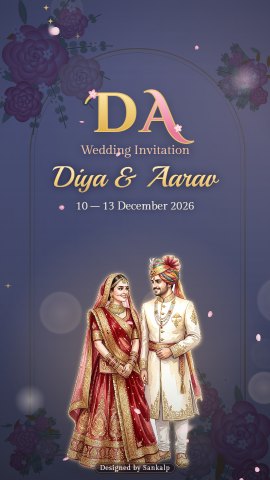 DA
Wedding Invitation
Diya & Aarav
10 — 13 December 2026
Designed by Sankalp